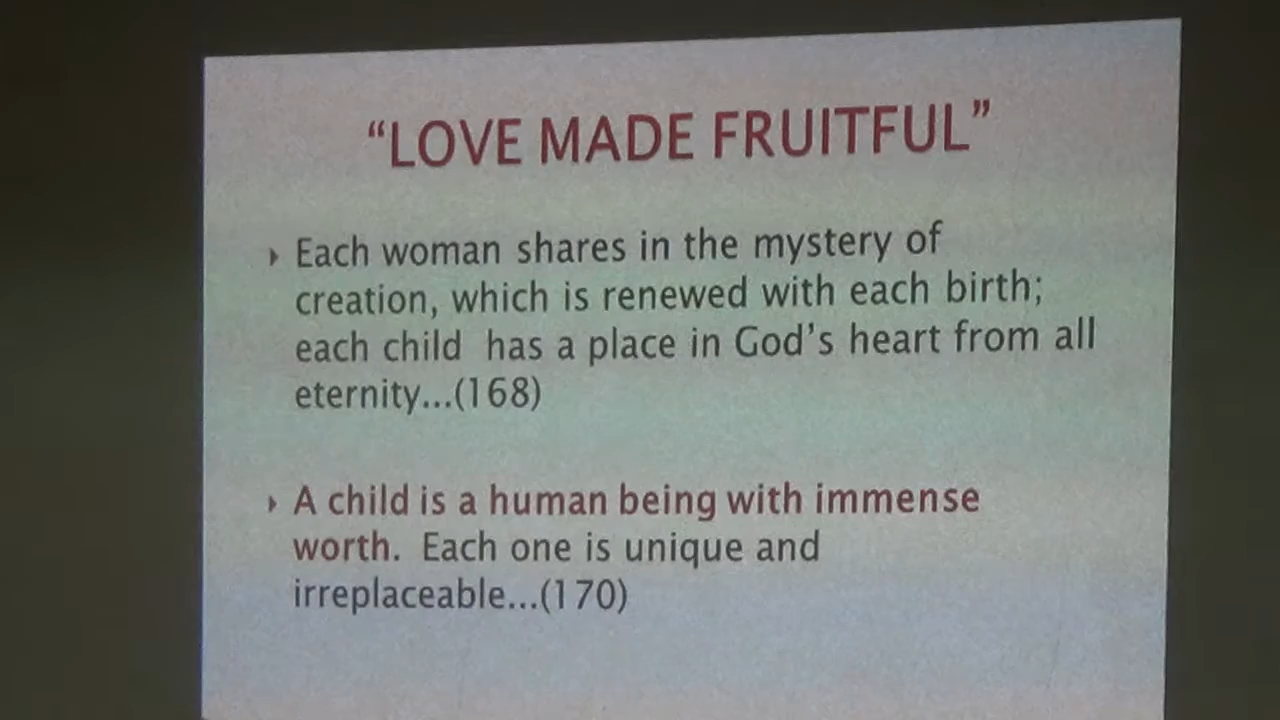 “LOVE MADE FRUITFUL”
Each woman shares in the mystery of
creation, which is renewed with each birth;
each child has a place in God’s heart from all
eternity...(168)
A child is a human being with immense
worth. Each one is unique and
irreplaceable...(170)